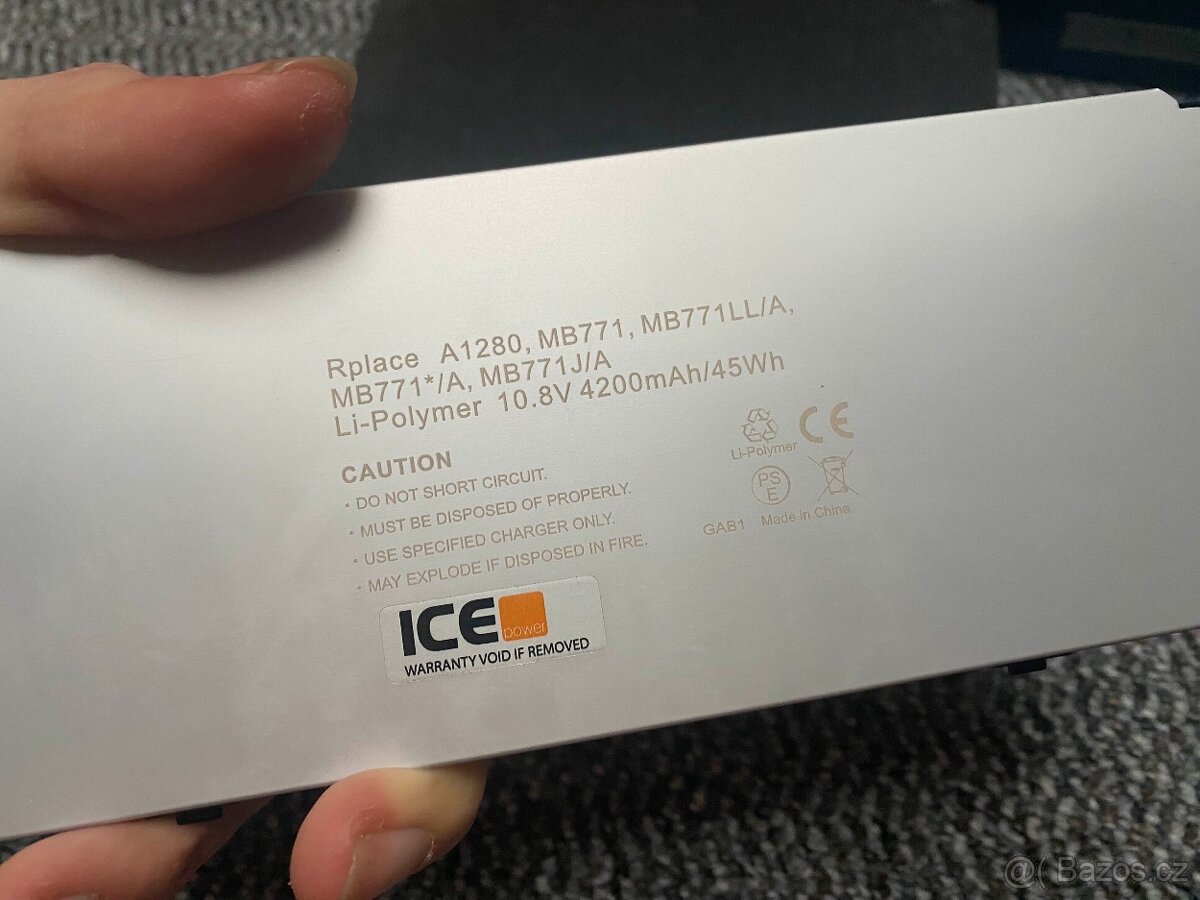 Rplace A1280, MB771, MB771LL/A,
MB771*/A, MB771J/A
Li-Polymer 10.8V 4200mAh/45Wh
CAUTION
· DO NOT SHORT CIRCUIT.
· MUST BE DISPOSED OF PROPERLY.
· USE SPECIFIED CHARGER ONLY.
· MAY EXPLODE IF DISPOSED IN FIRE.
Li-Polymer
CE
PS
E
GAB1 Made in China
ICE power
WARRANTY VOID IF REMOVED
@( Bazos.cz